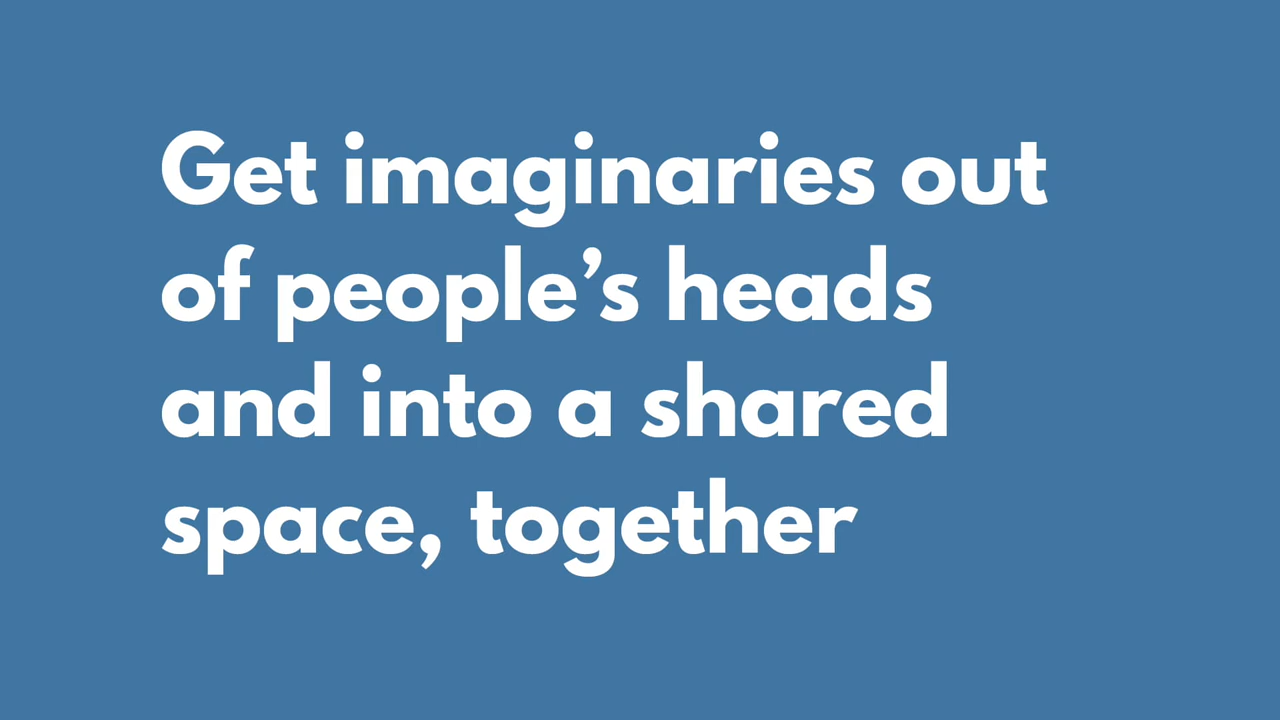 Get imaginaries out
of people’s heads
and into a shared
space, together